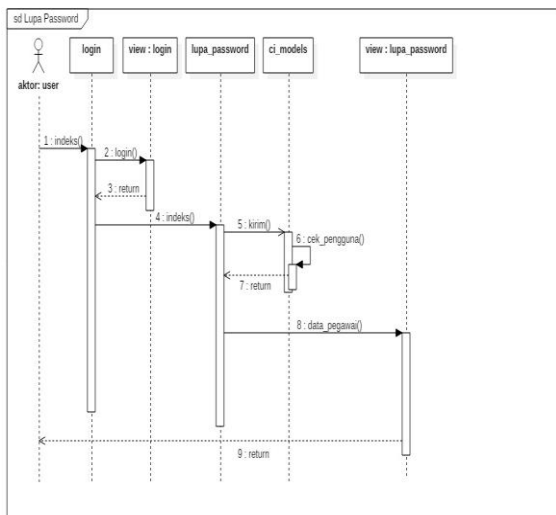 sd Lupa Password
login
view : login
lupa_password
ci_models
view : lupa_password
aktor: user
1 : indeks()
2 : login()
3 : return
4 : indeks()
5 : kirim()
6 : cek_pengguna()
7 : return
8 : data_pegawai()
9 : return